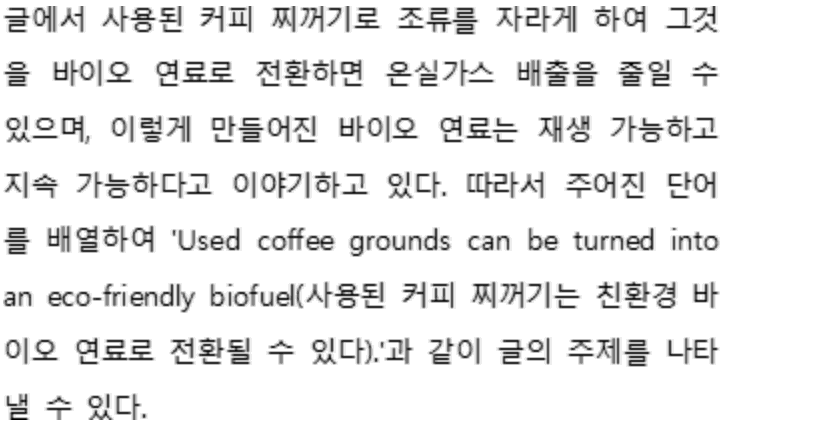 글에서 사용된 커피 찌꺼기로 조류를 자라게 하여 그것
을 바이오 연료로 전환하면 온실가스 배출을 줄일 수
있으며, 이렇게 만들어진 바이오 연료는 재생 가능하고
지속 가능하다고 이야기하고 있다. 따라서 주어진 단어
를 배열하여 'Used coffee grounds can be turned into
an eco-friendly biofuel(사용된 커피 찌꺼기는 친환경 바
이오 연료로 전환될 수 있다).'과 같이 글의 주제를 나타
낼 수 있다.